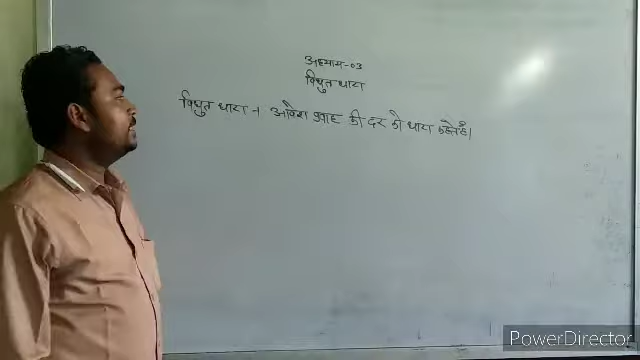 अध्याय-03
विधुत धारा
विधुत धारा → आवेश प्रवाह की दर को धारा कहते हैं।
PowerDirector